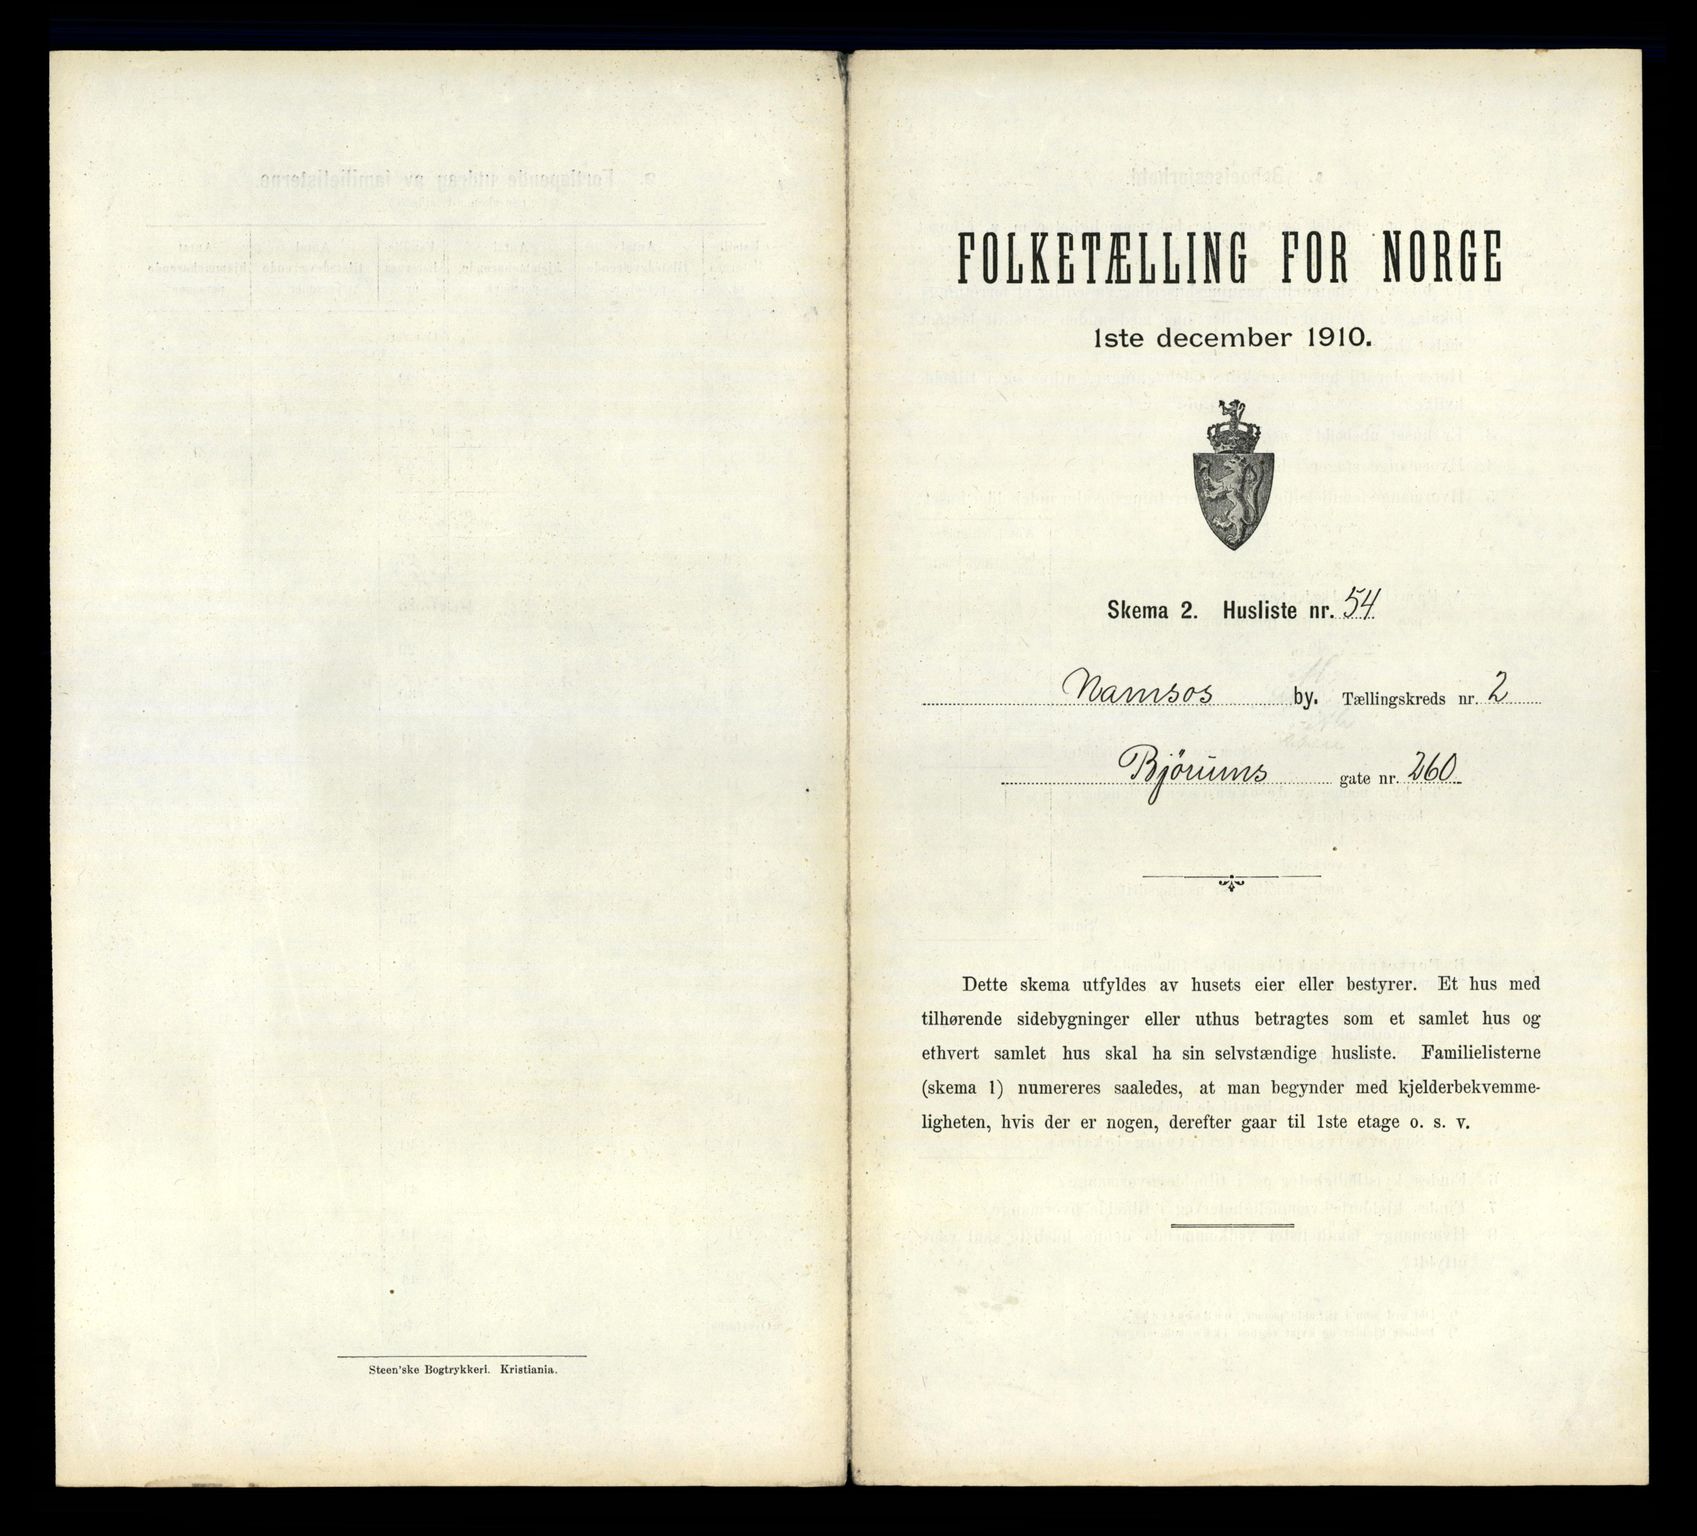 Steen'ske Bogtrykkeri. Kristiania.
FOLKETÆLLING FOR NORGE
1ste december 1910.
Skema 2. Husliste nr. 54
Namsos by. Tællingskreds nr. 2
Bjørums gate nr. 260
Dette skema utfyldes av husets eier eller bestyrer. Et hus med
tilhørende sidebygninger eller uthus betragtes som et samlet hus og
ethvert samlet hus skal ha sin selvstændige husliste. Familielisterne
(skema 1) numereres saaledes, at man begynder med kjelderbekvemme-
ligheten, hvis der er nogen, derefter gaar til 1ste etage o. s. v.